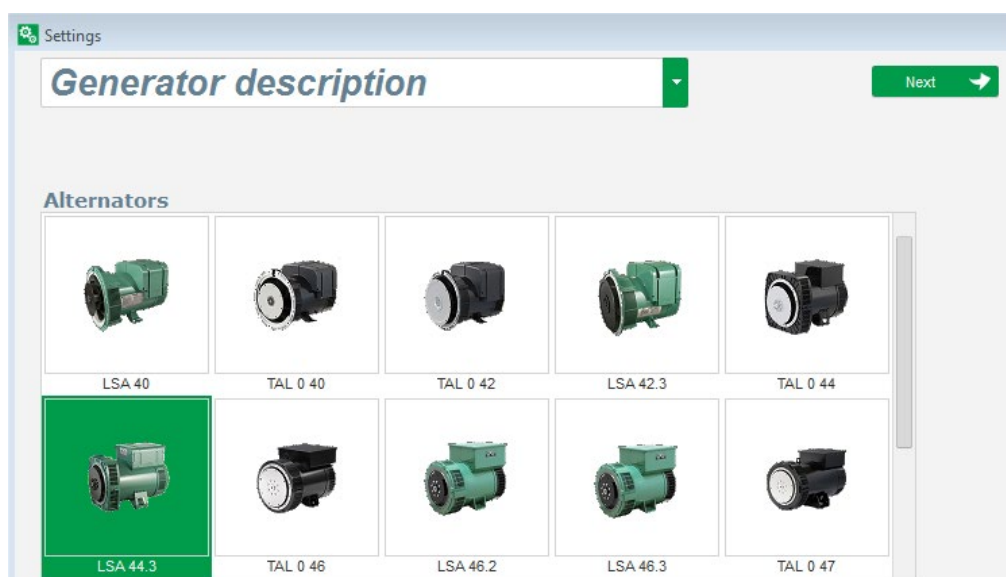 Settings
Generator description
Next
Alternators
LSA 40
TAL 0 40
TAL 0 42
LSA 42.3
TAL 0 44
LSA 44.3
TAL 0 46
LSA 46.2
LSA 46.3
TAL 0 47